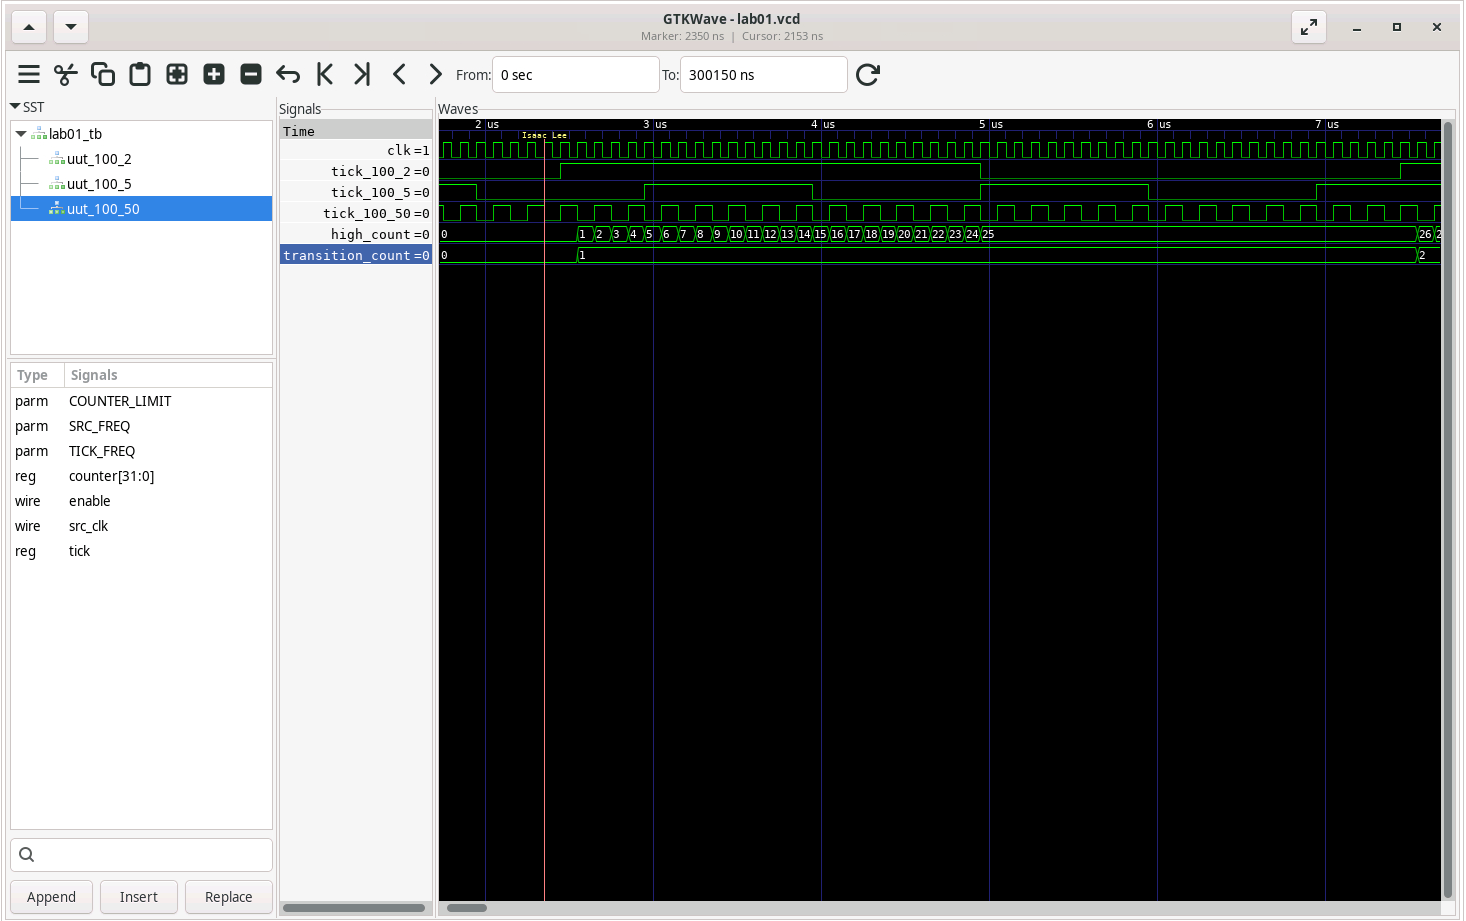 GTKWave - lab01.vcd
Marker: 2350 ns | Cursor: 2153 ns
From: 0 sec To: 300150 ns
SST
lab01_tb
uut_100_2
uut_100_5
uut_100_50
Type Signals
parm COUNTER_LIMIT
parm SRC_FREQ
parm TICK_FREQ
reg counter[31:0]
wire enable
wire src_clk
reg tick
Append Insert Replace
Signals
Time
clk=1
tick_100_2=0
tick_100_5=0
tick_100_50=0
high_count=0
transition_count=0
Waves
2 us 3 us 4 us 5 us 6 us 7 us
Isaac Lee
0 1 2 3 4 5 6 7 8 9 10 11 12 13 14 15 16 17 18 19 20 21 22 23 24 25 26 2
0 1 2